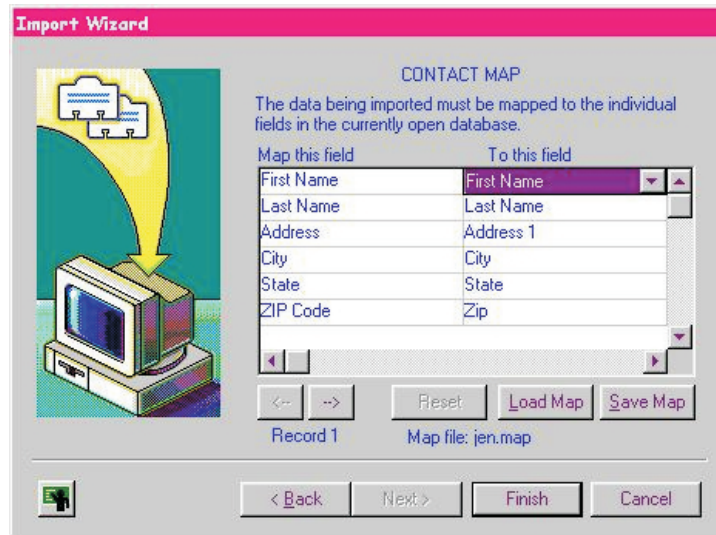 Import Wizard
CONTACT MAP
The data being imported must be mapped to the individual
fields in the currently open database.
Map this field To this field
First Name First Name
Last Name Last Name
Address Address 1
City City
State State
ZIP Code Zip
<-- --> Reset Load Map Save Map
Record 1 Map file: jen.map
< Back Next > Finish Cancel